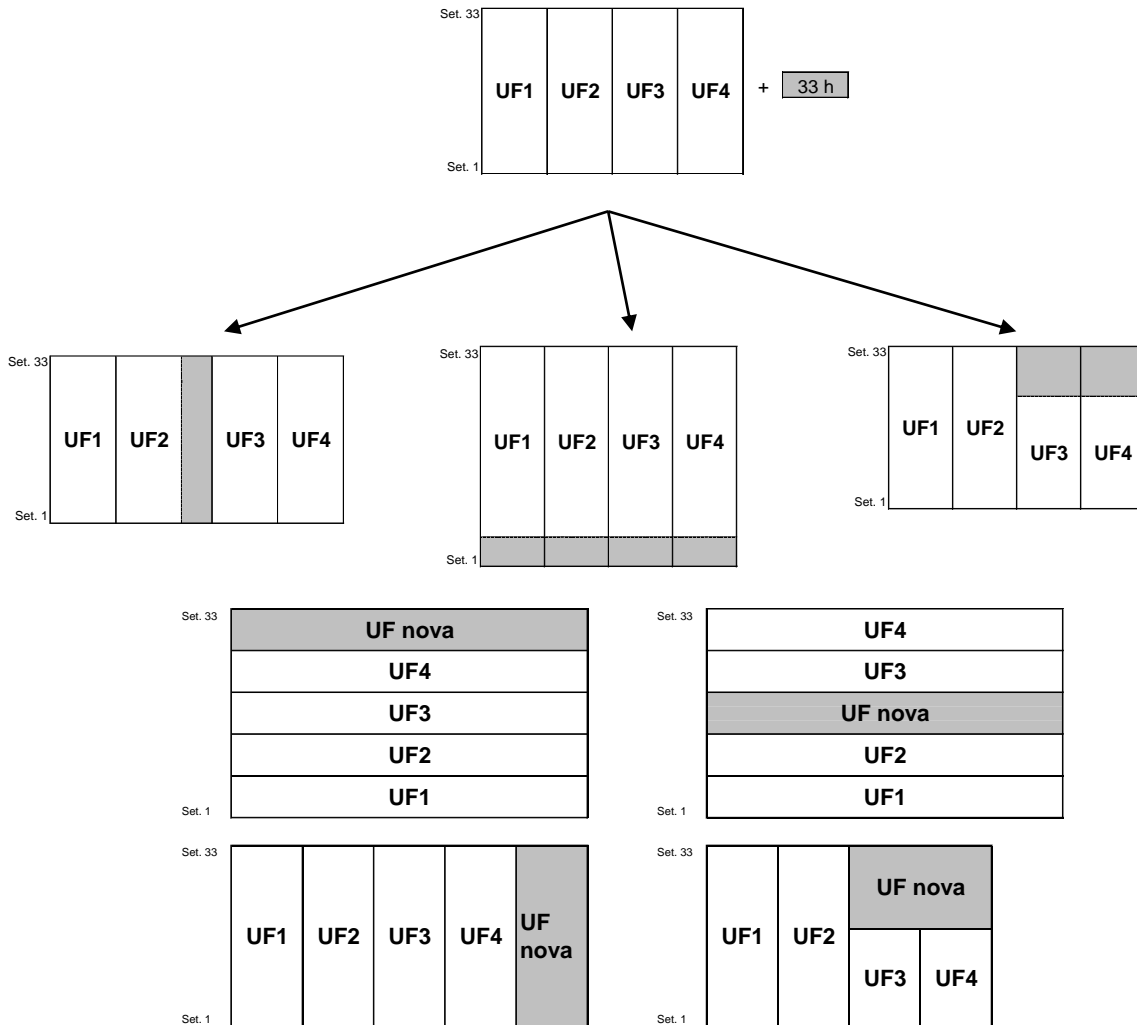 Set. 33
UF1 UF2 UF3 UF4 + 33 h
Set. 1
Set. 33
UF1 UF2 UF3 UF4
Set. 1
Set. 33
UF1 UF2 UF3 UF4
Set. 1
Set. 33
UF1 UF2
UF3 UF4
Set. 1
Set. 33
UF nova
UF4
UF3
UF2
UF1
Set. 1
Set. 33
UF4
UF3
UF nova
UF2
UF1
Set. 1
Set. 33
UF1 UF2 UF3 UF4 UF
nova
Set. 1
Set. 33
UF nova
UF1 UF2
UF3 UF4
Set. 1